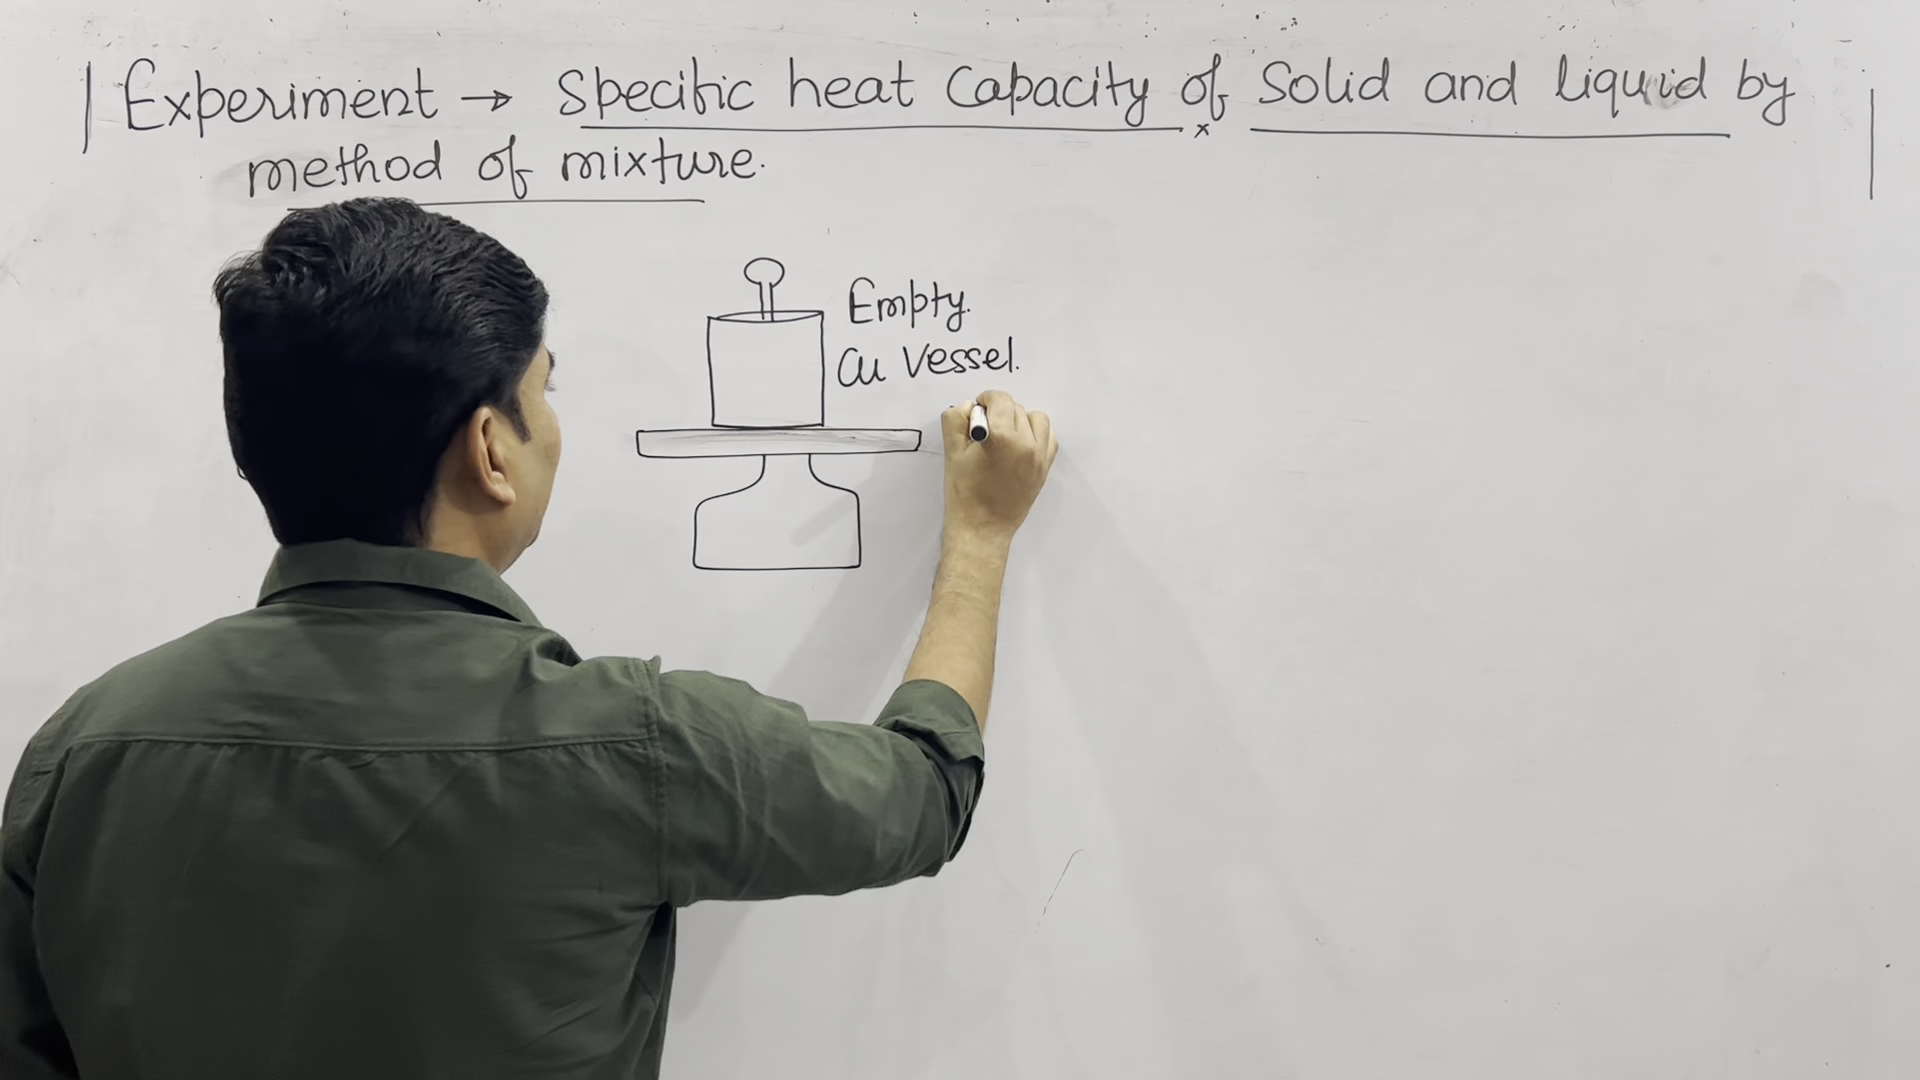 Experiment → Specific heat Capacity of Solid and liquid by
method of mixture.
Empty.
Cu Vessel.